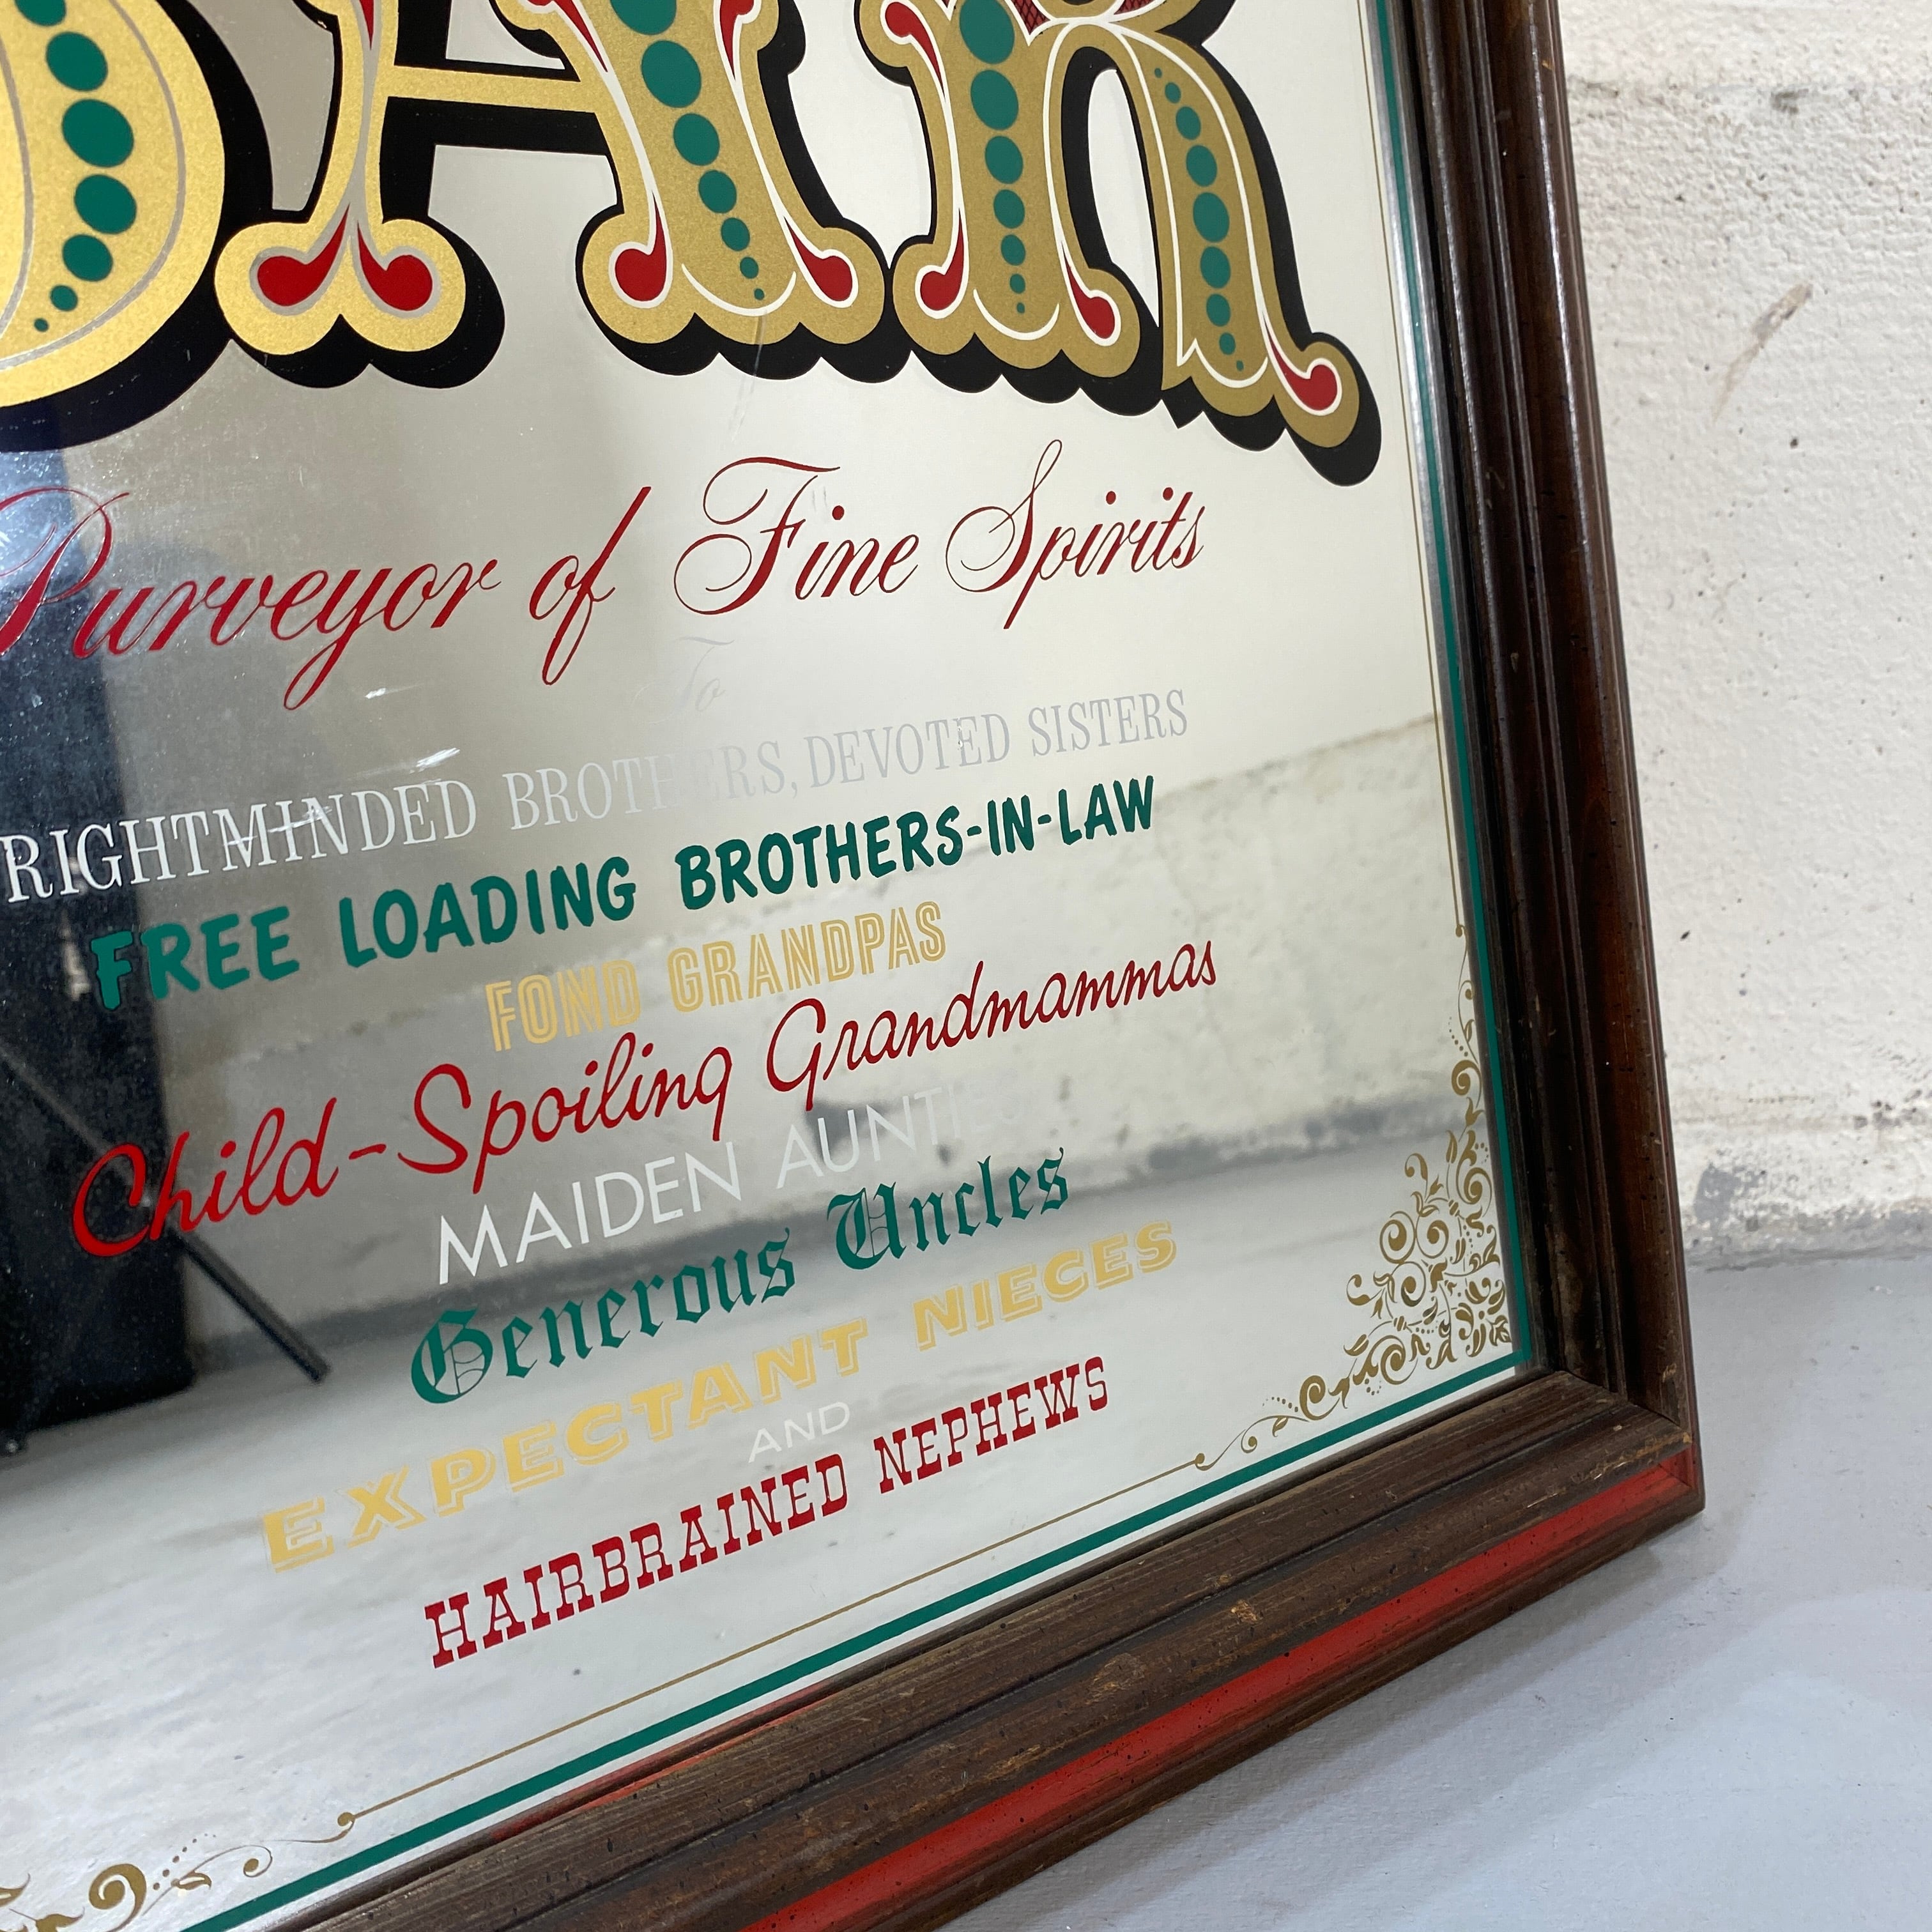 BAR
Purveyor of Fine Spirits
To
RIGHTMINDED BROTHERS, DEVOTED SISTERS
FREE LOADING BROTHERS-IN-LAW
FOND GRANDPAS
Child-Spoiling Grandmammas
MAIDEN AUNTIES
Generous Uncles
EXPECTANT NIECES
AND
HAIRBRAINED NEPHEWS